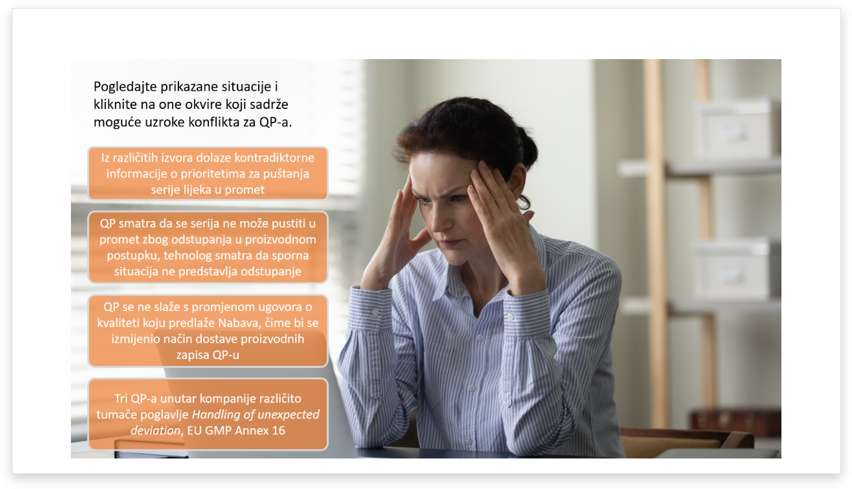 Pogledajte prikazane situacije i
kliknite na one okvire koji sadrže
moguće uzroke konflikta za QP-a.
Iz različitih izvora dolaze kontradiktorne
informacije o prioritetima za puštanja
serije lijeka u promet
QP smatra da se serija ne može pustiti u
promet zbog odstupanja u proizvodnom
postupku, tehnolog smatra da sporna
situacija ne predstavlja odstupanje
QP se ne slaže s promjenom ugovora o
kvaliteti koju predlaže Nabava, čime bi se
izmijenio način dostave proizvodnih
zapisa QP-u
Tri QP-a unutar kompanije različito
tumače poglavlje Handling of unexpected
deviation, EU GMP Annex 16